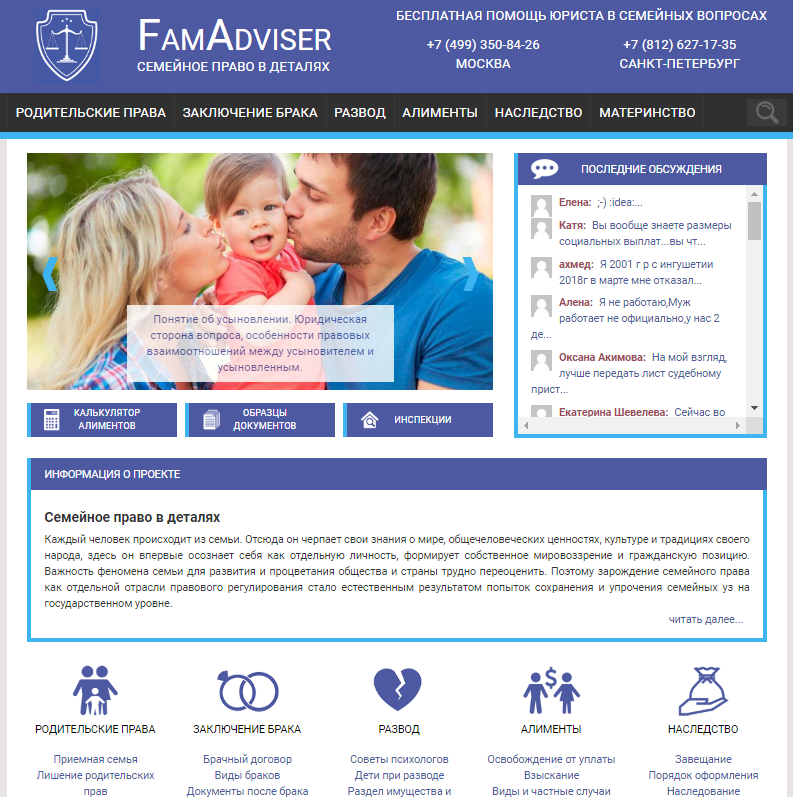 FAMADVISER
СЕМЕЙНОЕ ПРАВО В ДЕТАЛЯХ
БЕСПЛАТНАЯ ПОМОЩЬ ЮРИСТА В СЕМЕЙНЫХ ВОПРОСАХ
+7 (499) 350-84-26
МОСКВА
+7 (812) 627-17-35
САНКТ-ПЕТЕРБУРГ
РОДИТЕЛЬСКИЕ ПРАВА ЗАКЛЮЧЕНИЕ БРАКА РАЗВОД АЛИМЕНТЫ НАСЛЕДСТВО МАТЕРИНСТВО
Понятие об усыновлении. Юридическая
сторона вопроса, особенности правовых
взаимоотношений между усыновителем и
усыновленным.
КАЛЬКУЛЯТОР
АЛИМЕНТОВ
ОБРАЗЦЫ
ДОКУМЕНТОВ
ИНСПЕКЦИИ
ПОСЛЕДНИЕ ОБСУЖДЕНИЯ
Елена: ;-) :idea:...
Катя: Вы вообще знаете размеры
социальных выплат...вы чт...
ахмед: Я 2001 г р с ингушетии
2018г в марте мне отказал...
Алена: Я не работаю,Муж
работает не официально,у нас 2
де...
Оксана Акимова: На мой взгляд,
лучше передать лист судебному
прист...
Екатерина Шевелева: Сейчас во
ИНФОРМАЦИЯ О ПРОЕКТЕ
Семейное право в деталях
Каждый человек происходит из семьи. Отсюда он черпает свои знания о мире, общечеловеческих ценностях, культуре и традициях своего
народа, здесь он впервые осознает себя как отдельную личность, формирует собственное мировоззрение и гражданскую позицию.
Важность феномена семьи для развития и процветания общества и страны трудно переоценить. Поэтому зарождение семейного права
как отдельной отрасли правового регулирования стало естественным результатом попыток сохранения и упрочения семейных уз на
государственном уровне.
читать далее...
РОДИТЕЛЬСКИЕ ПРАВА
Приемная семья
Лишение родительских
прав
ЗАКЛЮЧЕНИЕ БРАКА
Брачный договор
Виды браков
Документы после брака
РАЗВОД
Советы психологов
Дети при разводе
Раздел имущества и
АЛИМЕНТЫ
Освобождение от уплаты
Взыскание
Виды и частные случаи
НАСЛЕДСТВО
Завещание
Порядок оформления
Наследование